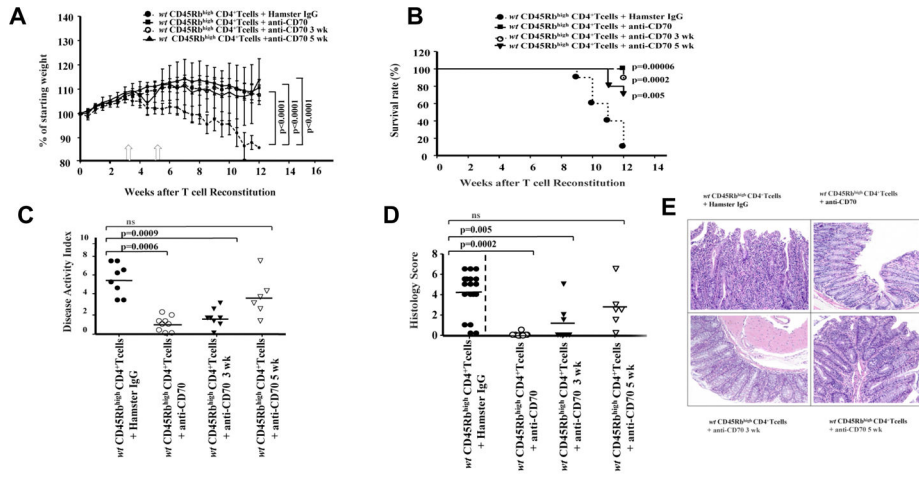 A
wt CD45Rbhigh CD4+Tcells + Hamster IgG
wt CD45Rbhigh CD4+Tcells + anti-CD70
wt CD45Rbhigh CD4+Tcells + anti-CD70 3 wk
wt CD45Rbhigh CD4+Tcells +anti-CD70 5 wk
% of starting weight
120
110
100
90
80
p<0.0001
p<0.0001
p<0.0001
0 2 4 6 8 10 12 14 16
Weeks after T cell Reconstitution
B
wt CD45Rbhigh CD4+Tcells + Hamster IgG
wt CD45Rbhigh CD4+Tcells + anti-CD70
wt CD45Rbhigh CD4+Tcells + anti-CD70 3 wk
wt CD45Rbhigh CD4+Tcells + anti-CD70 5 wk
Survival rate (%)
120
100
80
60
40
20
0
p=0.00006
p=0.0002
p=0.005
0 2 4 6 8 10 12 14
Weeks after T cell Reconstitution
C
ns
p=0.0009
p=0.0006
Disease Activity Index
10
8
6
4
2
0
wt CD45Rbhigh CD4+Tcells
+ Hamster IgG
wt CD45Rbhigh CD4+Tcells
+ anti-CD70
wt CD45Rbhigh CD4+Tcells
+ anti-CD70 3 wk
wt CD45Rbhigh CD4+Tcells
+ anti-CD70 5 wk
D
ns
p=0.005
p=0.0002
Histology Score
8
6
4
2
0
wt CD45Rbhigh CD4+Tcells
+ Hamster IgG
wt CD45Rbhigh CD4+Tcells
+ anti-CD70
wt CD45Rbhigh CD4+Tcells
+ anti-CD70 3 wk
wt CD45Rbhigh CD4+Tcells
+ anti-CD70 5 wk
E
wt CD45Rbhigh CD4+Tcells
+ Hamster IgG
wt CD45Rbhigh CD4+Tcells
+ anti-CD70
wt CD45Rbhigh CD4+Tcells
+ anti-CD70 3 wk
wt CD45Rbhigh CD4+Tcells
+ anti-CD70 5 wk